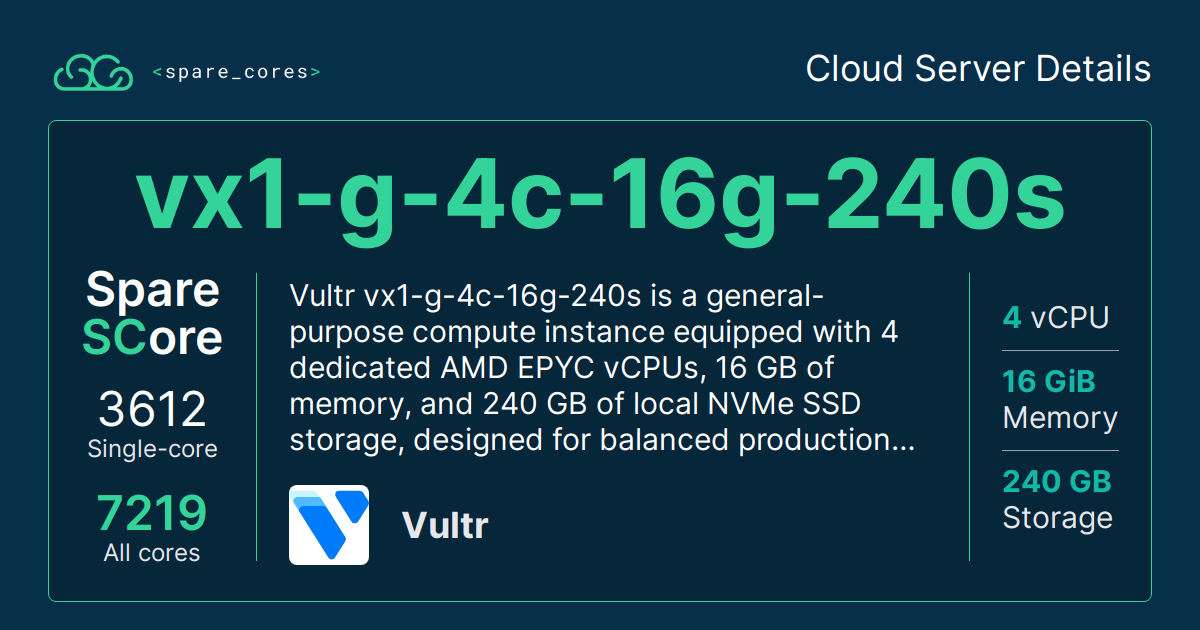 <spare_cores>
Cloud Server Details
vx1-g-4c-16g-240s
Spare
SCore
3612
Single-core
7219
All cores
Vultr vx1-g-4c-16g-240s is a general-
purpose compute instance equipped with 4
dedicated AMD EPYC vCPUs, 16 GB of
memory, and 240 GB of local NVMe SSD
storage, designed for balanced production...
Vultr
4 vCPU
16 GiB
Memory
240 GB
Storage